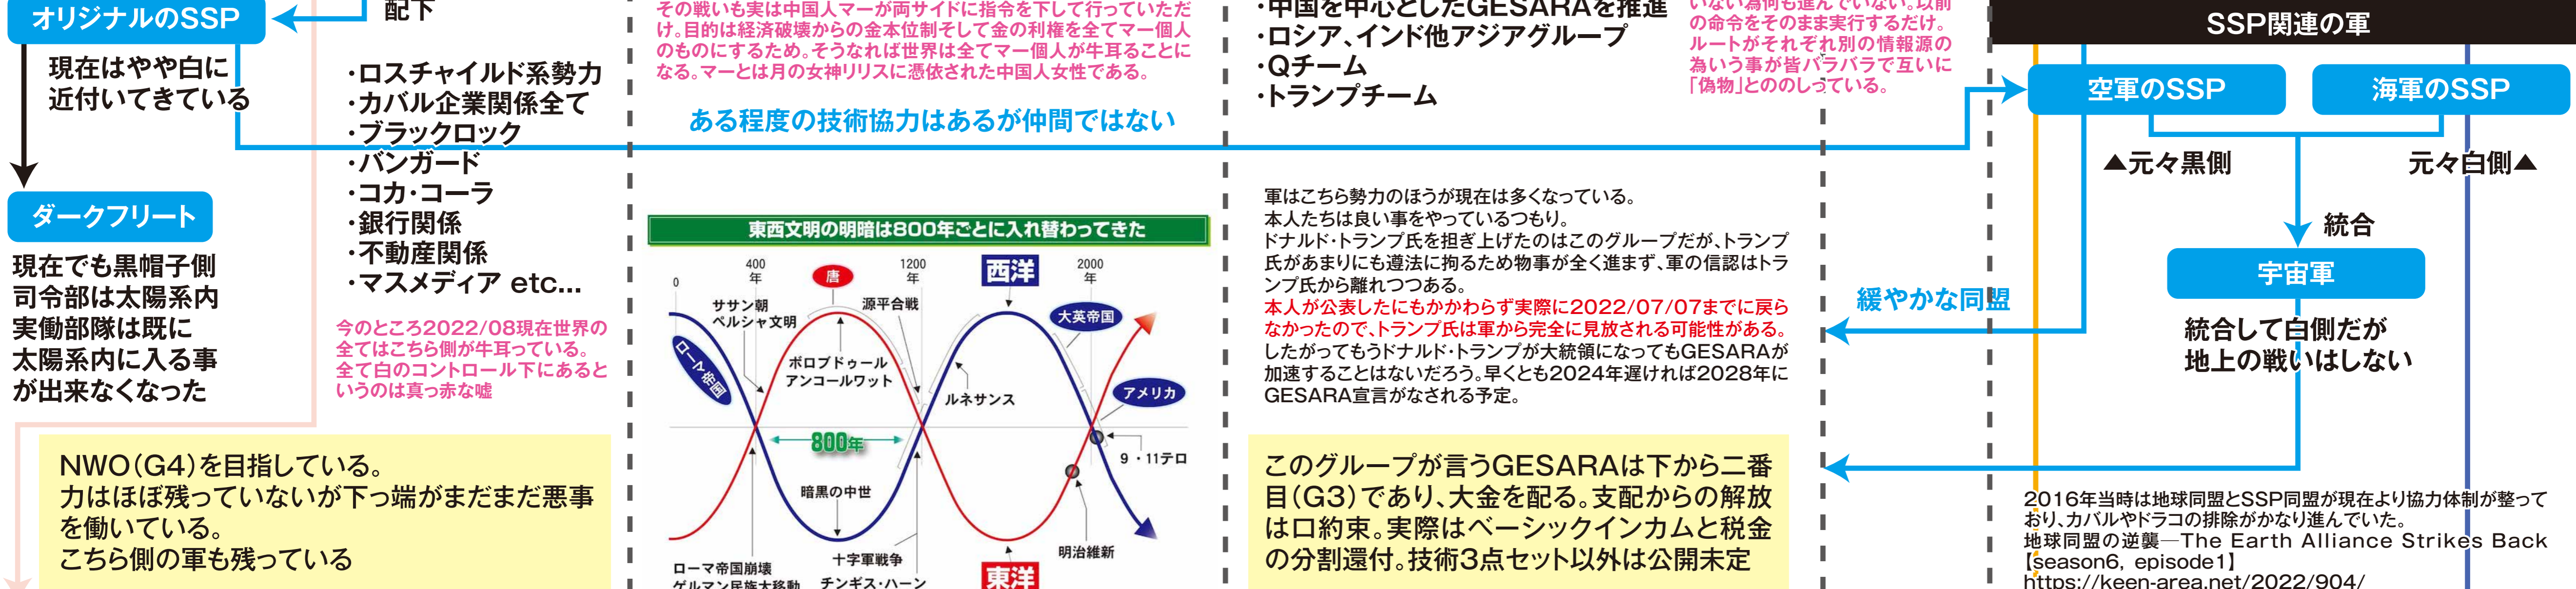 オリジナルのSSP
現在はやや白に
近付いてきている
ダークフリート
現在でも黒帽子側
司令部は太陽系内
実働部隊は既に
太陽系内に入る事
が出来なくなった
配下
・ロスチャイルド系勢力
・カバル企業関係全て
・ブラックロック
・バンガード
・コカ・コーラ
・銀行関係
・不動産関係
・マスメディア etc...
今のところ2022/08現在世界の
全てはこちら側が牛耳っている。
全て白のコントロール下にあると
いうのは真っ赤な嘘
NWO(G4)を目指している。
力はほぼ残っていないが下っ端がまだまだ悪事
を働いている。
こちら側の軍も残っている
その戦いも実は中国人マーが両サイドに指令を下して行っていただ
け。目的は経済破壊からの金本位制そして金の利権を全てマー個人
のものにするため。そうなれば世界は全てマー個人が牛耳ることに
なる。マーとは月の女神リリスに憑依された中国人女性である。
ある程度の技術協力はあるが仲間ではない
東西文明の明暗は800年ごとに入れ替わってきた
0
400
年
唐
1200
年
西洋
2000
年
ササン朝
ペルシャ文明
源平合戦
大英帝国
ローマ帝国
ボロブドゥール
アンコールワット
ルネサンス
アメリカ
800年
9・11テロ
暗黒の中世
十字軍戦争
明治維新
ローマ帝国崩壊
ゲルマン民族大移動
チンギス・ハーン
東洋
・中国を中心としたGESARAを推進
・ロシア、インド他アジアグループ
・Qチーム
・トランプチーム
いない為何も進んでいない。以前
の命令をそのまま実行するだけ。
ルートがそれぞれ別の情報源の
為いう事が皆バラバラで互いに
「偽物」とののしっている。
軍はこちら勢力のほうが現在は多くなっている。
本人たちは良い事をやっているつもり。
ドナルド・トランプ氏を担ぎ上げたのはこのグループだが、トランプ
氏があまりにも遵法に拘るため物事が全く進まず、軍の信認はトラ
ンプ氏から離れつつある。
本人が公表したにもかかわらず実際に2022/07/07までに戻ら
なかったので、トランプ氏は軍から完全に見放される可能性がある。
したがってもうドナルド・トランプが大統領になってもGESARAが
加速することはないだろう。早くとも2024年遅ければ2028年に
GESARA宣言がなされる予定。
このグループが言うGESARAは下から二番
目(G3)であり、大金を配る。支配からの解放
は口約束。実際はベーシックインカムと税金
の分割還付。技術3点セット以外は公開未定
SSP関連の軍
空軍のSSP
海軍のSSP
▲元々黒側
元々白側▲
統合
宇宙軍
緩やかな同盟
統合して白側だが
地上の戦いはしない
2016年当時は地球同盟とSSP同盟が現在より協力体制が整って
おり、カバルやドラコの排除がかなり進んでいた。
地球同盟の逆襲―The Earth Alliance Strikes Back
【season6, episode1】
https://keen-area.net/2022/904/